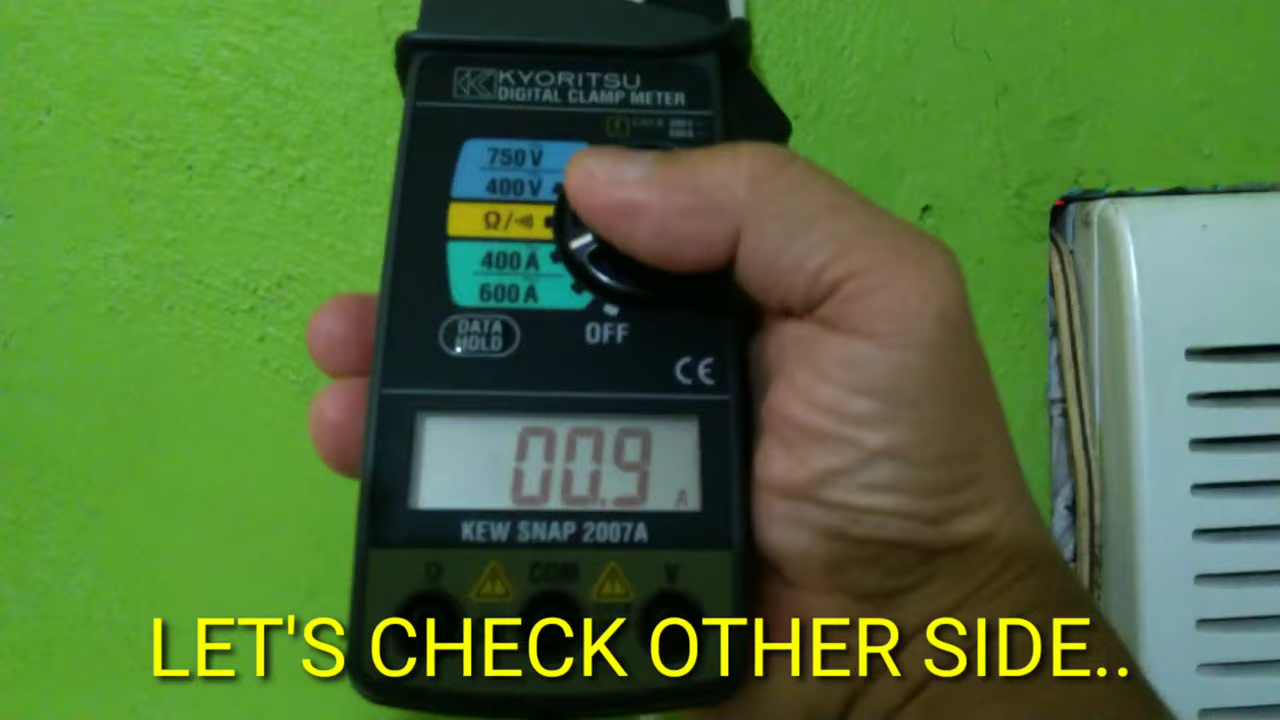 KYORITSU
DIGITAL CLAMP METER
750 V
400 V
Ω/
400 A
600 A
DATA
HOLD
OFF
CE
00.9 A
KEW SNAP 2007A
Ω COM V
LET'S CHECK OTHER SIDE..